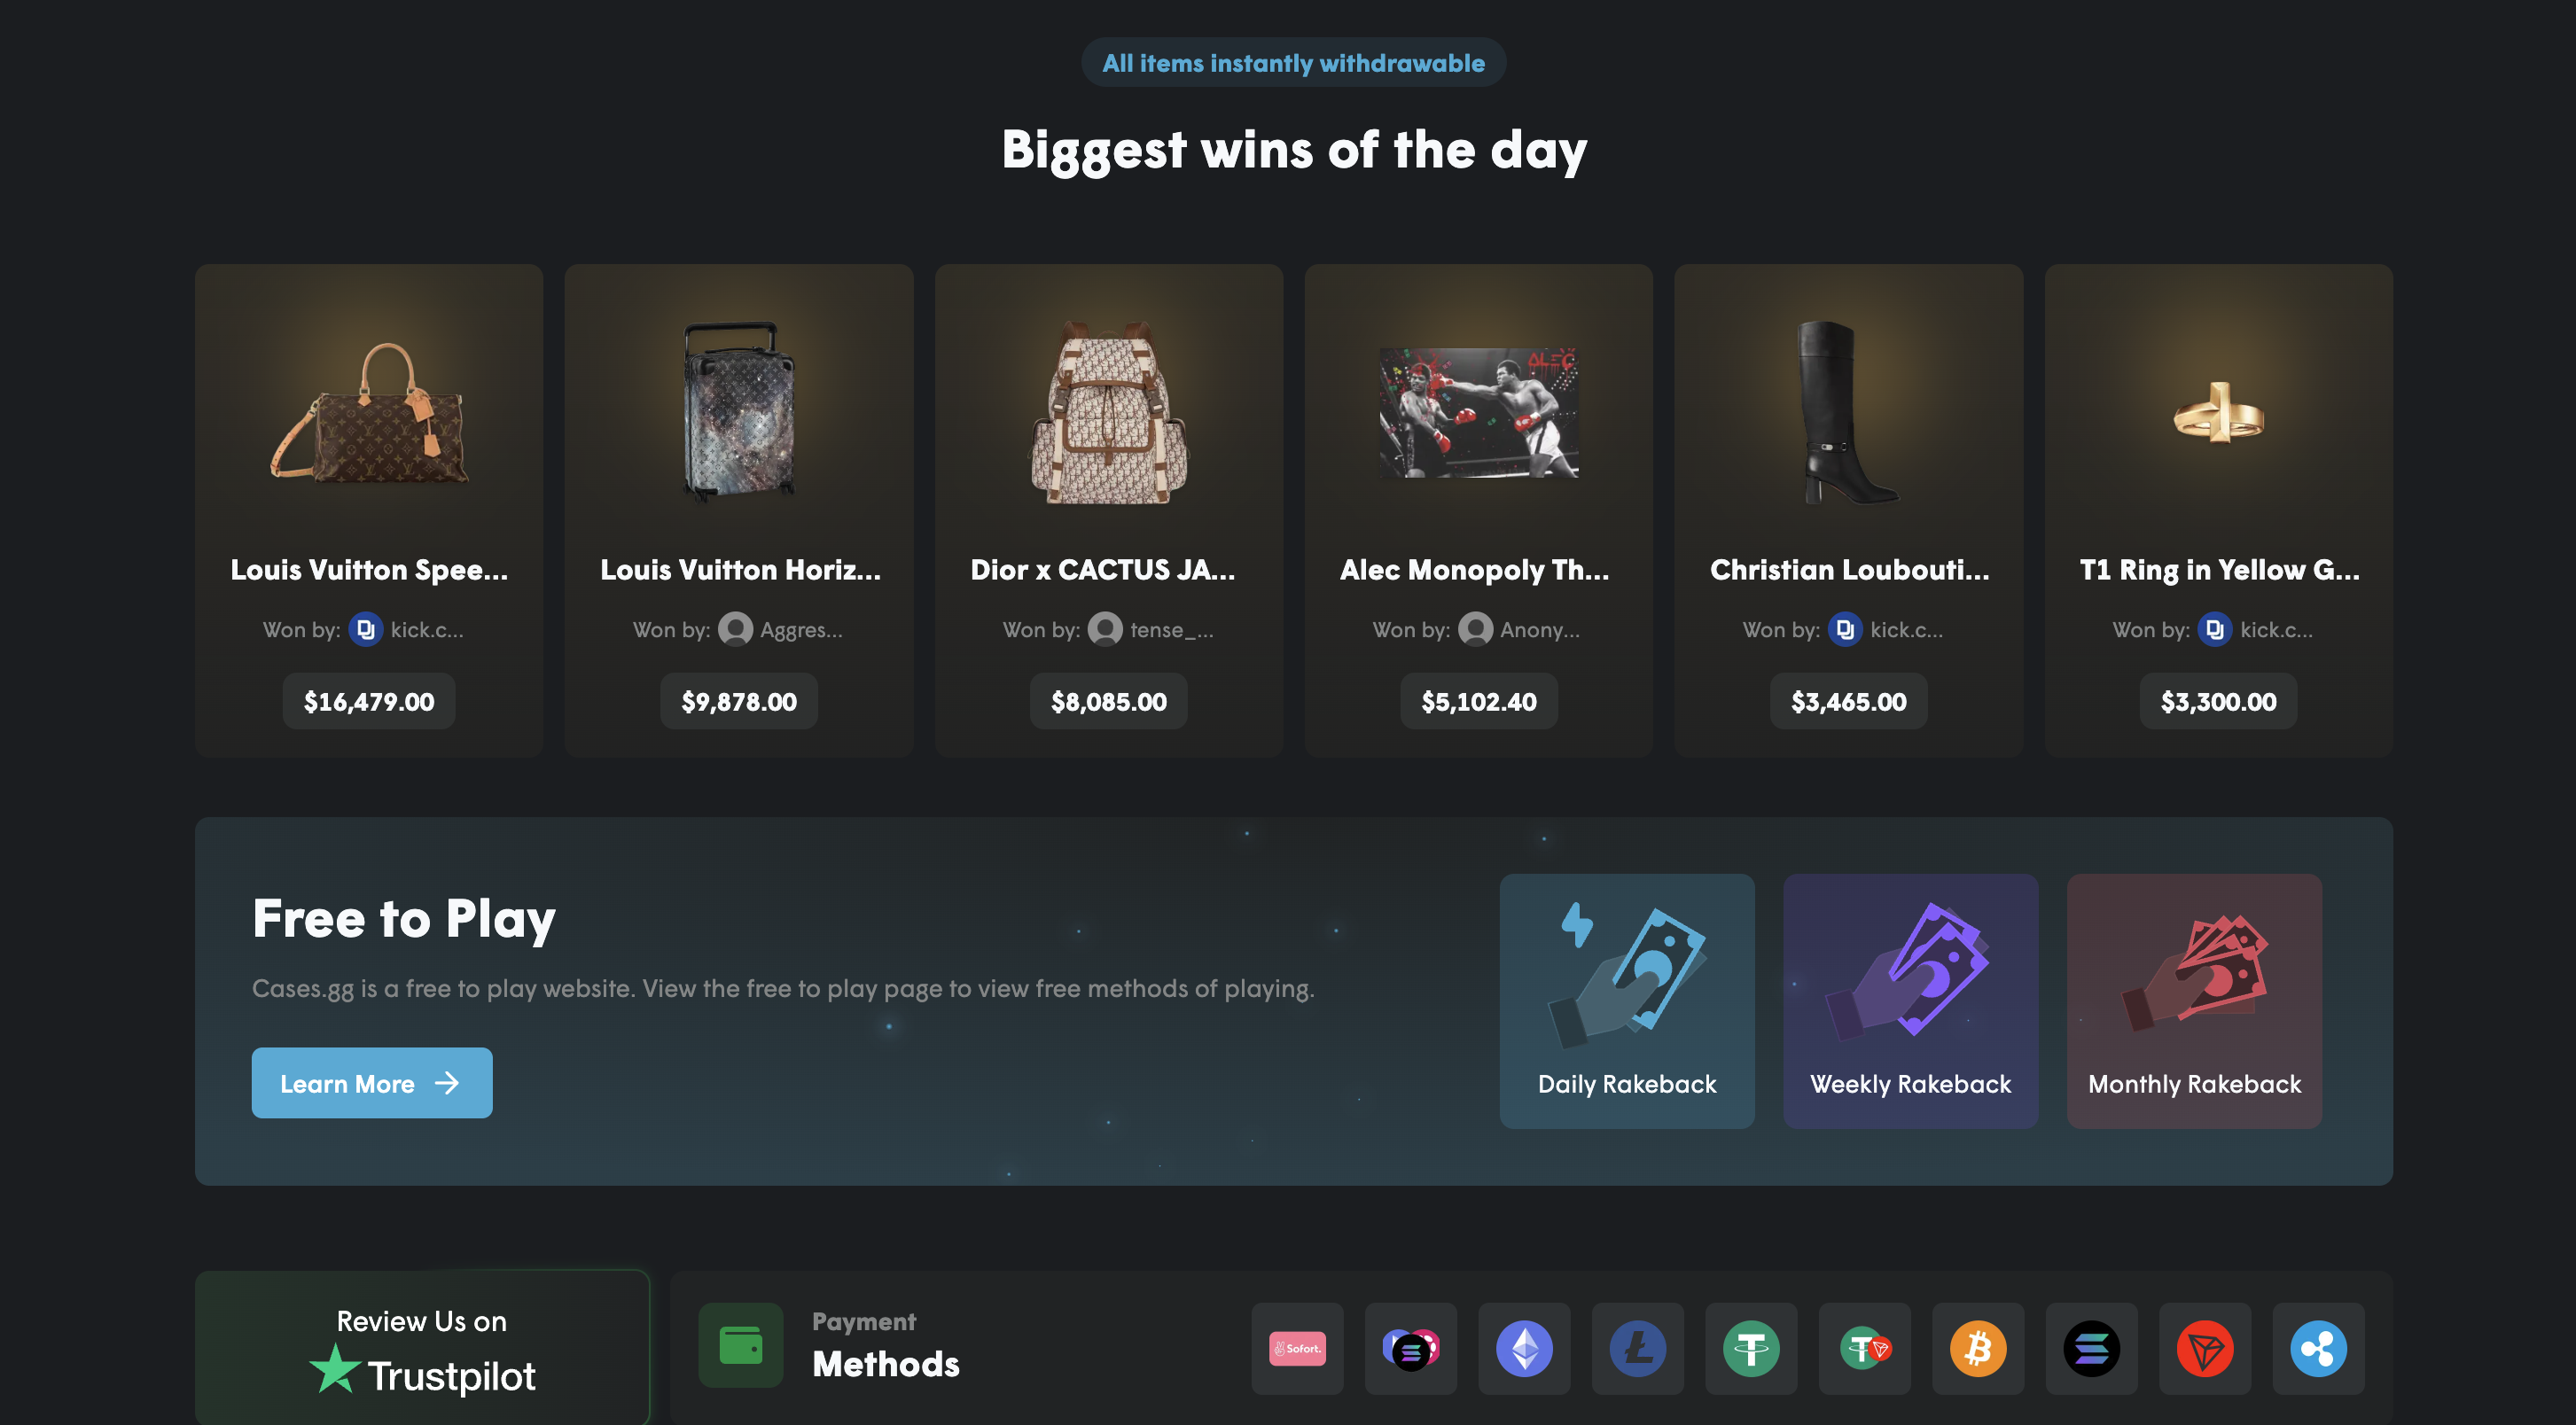 All items instantly withdrawable
Biggest wins of the day
Louis Vuitton Spee...
Won by: kick.c...
$16,479.00
Louis Vuitton Horiz...
Won by: Aggres...
$9,878.00
Dior x CACTUS JA...
Won by: tense_...
$8,085.00
ALEC
Alec Monopoly Th...
Won by: Anony...
$5,102.40
Christian Loubouti...
Won by: kick.c...
$3,465.00
T1 Ring in Yellow G...
Won by: kick.c...
$3,300.00
Free to Play
Cases.gg is a free to play website. View the free to play page to view free methods of playing.
Learn More
Daily Rakeback
Weekly Rakeback
Monthly Rakeback
Review Us on
Trustpilot
Payment
Methods
Sofort.